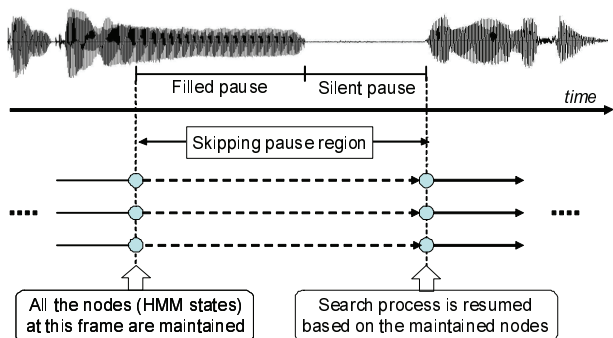 Filled pause
Silent pause
time
Skipping pause region
All the nodes (HMM states)
at this frame are maintained
Search process is resumed
based on the maintained nodes